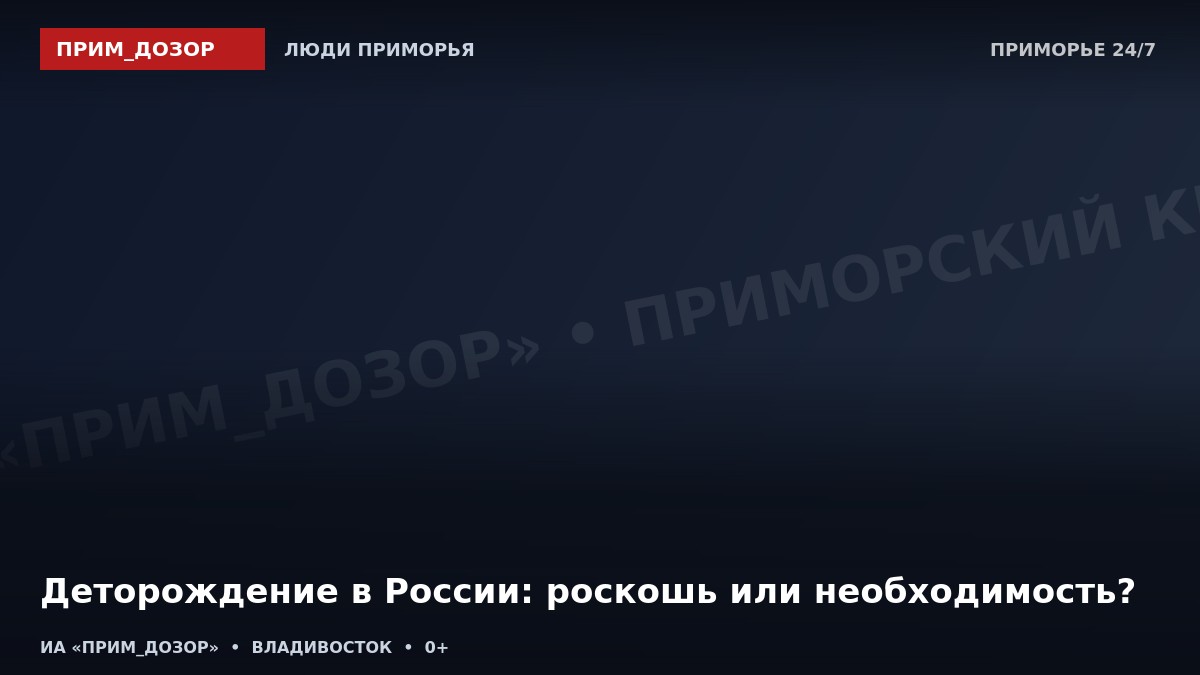 ПРИМ_ДОЗОР
ЛЮДИ ПРИМОРЬЯ
ПРИМОРЬЕ 24/7
«ПРИМ_ДОЗОР» • ПРИМОРСКИЙ
Деторождение в России: роскошь или необходимость?
ИА «ПРИМ_ДОЗОР» • ВЛАДИВОСТОК • 0+